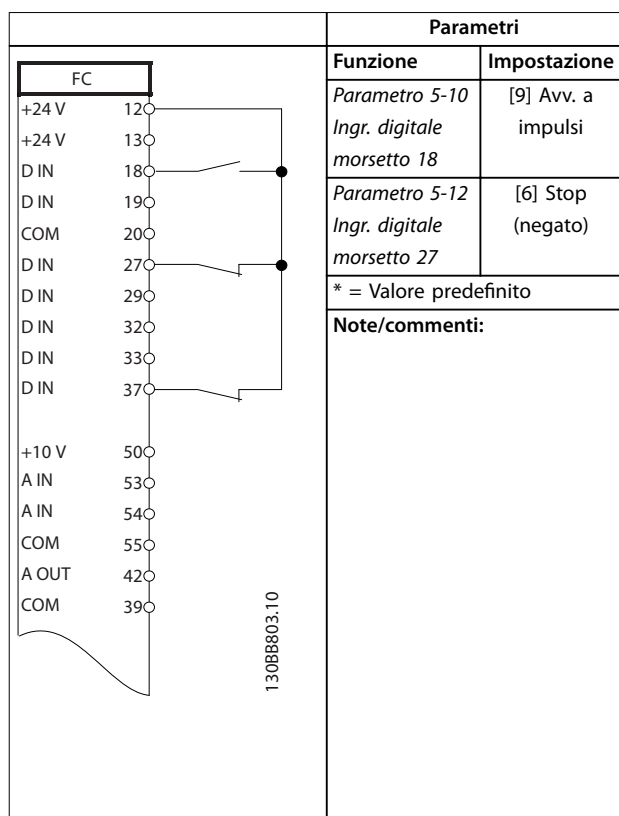 FC
+24 V 12
+24 V 13
D IN 18
D IN 19
COM 20
D IN 27
D IN 29
D IN 32
D IN 33
D IN 37
+10 V 50
A IN 53
A IN 54
COM 55
A OUT 42
COM 39
130BB803.10
Parametri
Funzione Impostazione
Parametro 5-10 [9] Avv. a
Ingr. digitale impulsi
morsetto 18
Parametro 5-12 [6] Stop
Ingr. digitale (negato)
morsetto 27
* = Valore predefinito
Note/commenti: